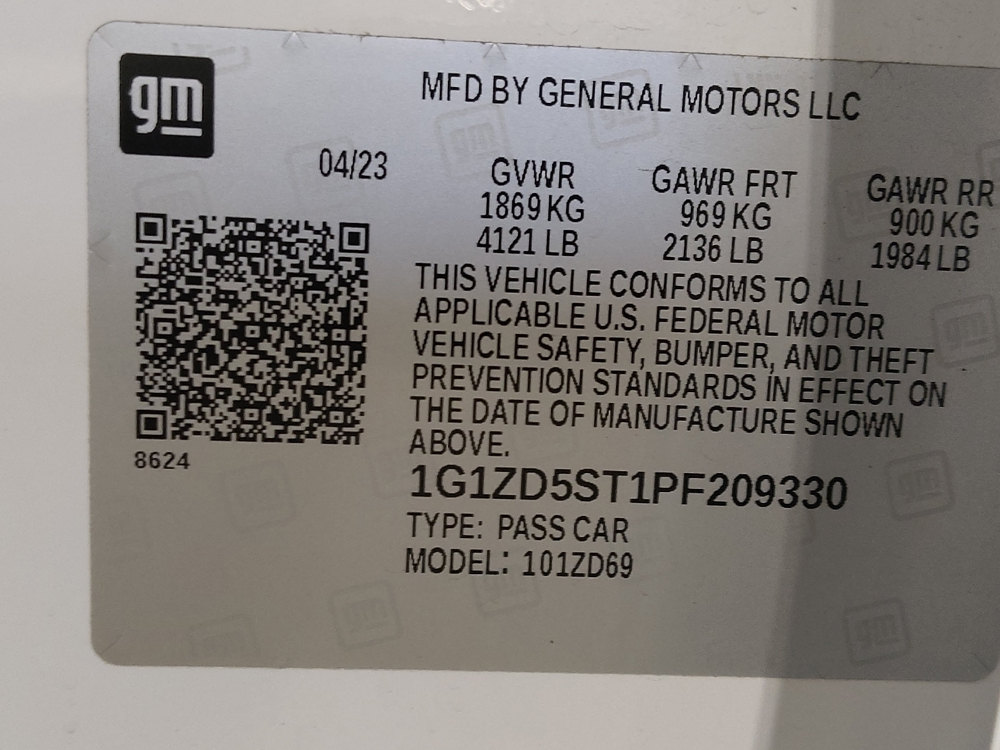 gm
MFD BY GENERAL MOTORS LLC
04/23
GVWR GAWR FRT GAWR RR
1869 KG 969 KG 900 KG
4121 LB 2136 LB 1984 LB
THIS VEHICLE CONFORMS TO ALL
APPLICABLE U.S. FEDERAL MOTOR
VEHICLE SAFETY, BUMPER, AND THEFT
PREVENTION STANDARDS IN EFFECT ON
THE DATE OF MANUFACTURE SHOWN
ABOVE.
8624
1G1ZD5ST1PF209330
TYPE: PASS CAR
MODEL: 101ZD69